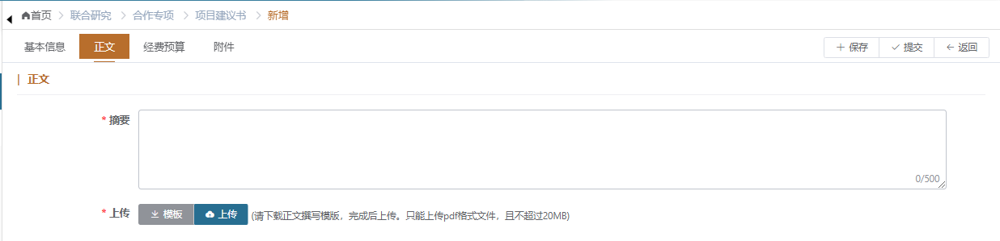 首页 > 联合研究 > 合作专项 > 项目建议书 > 新增
基本信息 正文 经费预算 附件 + 保存 ✓ 提交 ← 返回
正文
* 摘要
0/500
* 上传 模板 上传 (请下载正文撰写模版，完成后上传。只能上传pdf格式文件，且不超过20MB)